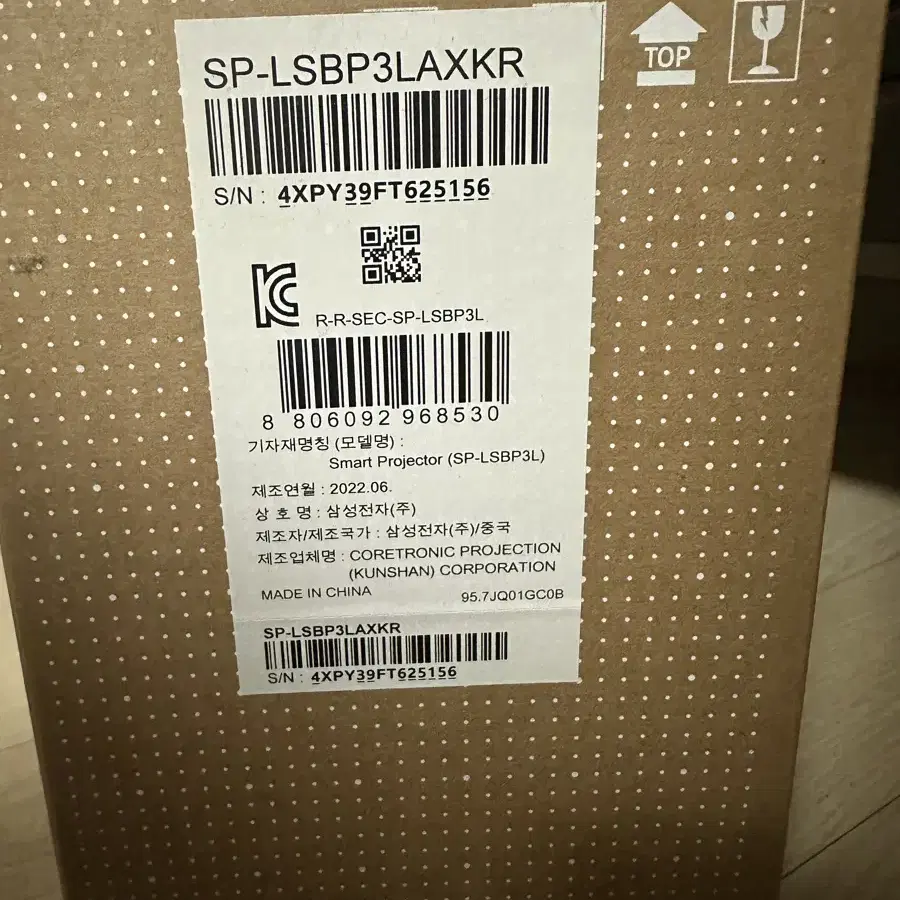 TOP
SP-LSBP3LAXKR
S/N : 4XPY39FT625156
R-R-SEC-SP-LSBP3L
8 806092 968530
기자재명칭 (모델명) :
Smart Projector (SP-LSBP3L)
제조연월 : 2022.06.
상 호 명 : 삼성전자(주)
제조자/제조국가 : 삼성전자(주)/중국
제조업체명 : CORETRONIC PROJECTION
(KUNSHAN) CORPORATION
MADE IN CHINA 95.7JQ01GC0B
SP-LSBP3LAXKR
S/N : 4XPY39FT625156